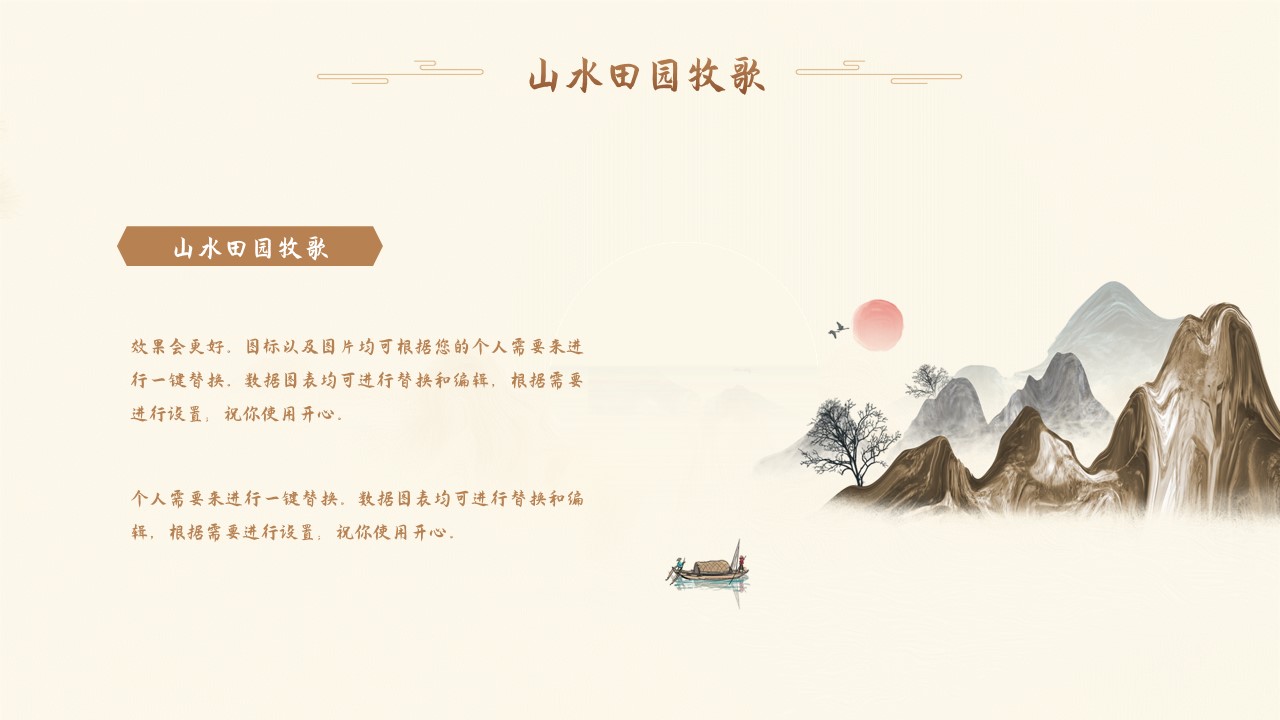 山水田园牧歌
山水田园牧歌
效果会更好。图标以及图片均可根据您的个人需要来进
行一键替换。数据图表均可进行替换和编辑，根据需要
进行设置；祝你使用开心。
个人需要来进行一键替换。数据图表均可进行替换和编
辑，根据需要进行设置；祝你使用开心。